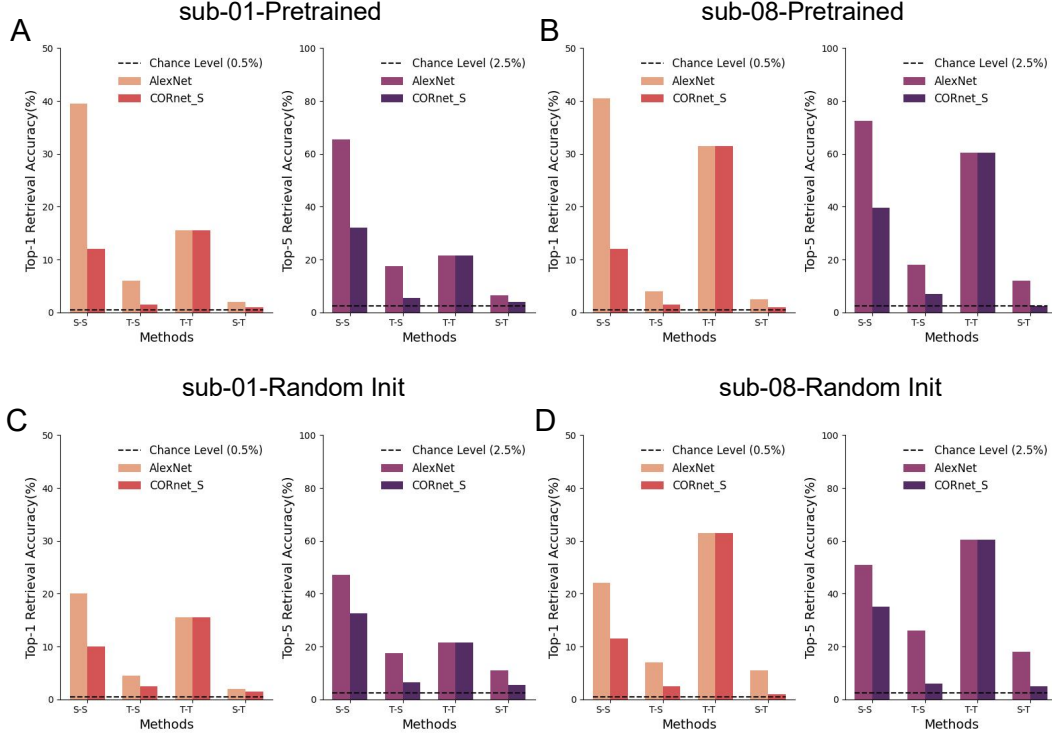 sub-01-Pretrained
sub-08-Pretrained
A
50
40
30
20
10
0
Top-1 Retrieval Accuracy(%)
Chance Level (0.5%)
AlexNet
CORnet_S
S-S
T-S
T-T
S-T
Methods
100
80
60
40
20
0
Top-5 Retrieval Accuracy(%)
Chance Level (2.5%)
AlexNet
CORnet_S
S-S
T-S
T-T
S-T
Methods
B
50
40
30
20
10
0
Top-1 Retrieval Accuracy(%)
Chance Level (0.5%)
AlexNet
CORnet_S
S-S
T-S
T-T
S-T
Methods
100
80
60
40
20
0
Top-5 Retrieval Accuracy(%)
Chance Level (2.5%)
AlexNet
CORnet_S
S-S
T-S
T-T
S-T
Methods
sub-01-Random Init
sub-08-Random Init
C
50
40
30
20
10
0
Top-1 Retrieval Accuracy(%)
Chance Level (0.5%)
AlexNet
CORnet_S
S-S
T-S
T-T
S-T
Methods
100
80
60
40
20
0
Top-5 Retrieval Accuracy(%)
Chance Level (2.5%)
AlexNet
CORnet_S
S-S
T-S
T-T
S-T
Methods
D
50
40
30
20
10
0
Top-1 Retrieval Accuracy(%)
Chance Level (0.5%)
AlexNet
CORnet_S
S-S
T-S
T-T
S-T
Methods
100
80
60
40
20
0
Top-5 Retrieval Accuracy(%)
Chance Level (2.5%)
AlexNet
CORnet_S
S-S
T-S
T-T
S-T
Methods